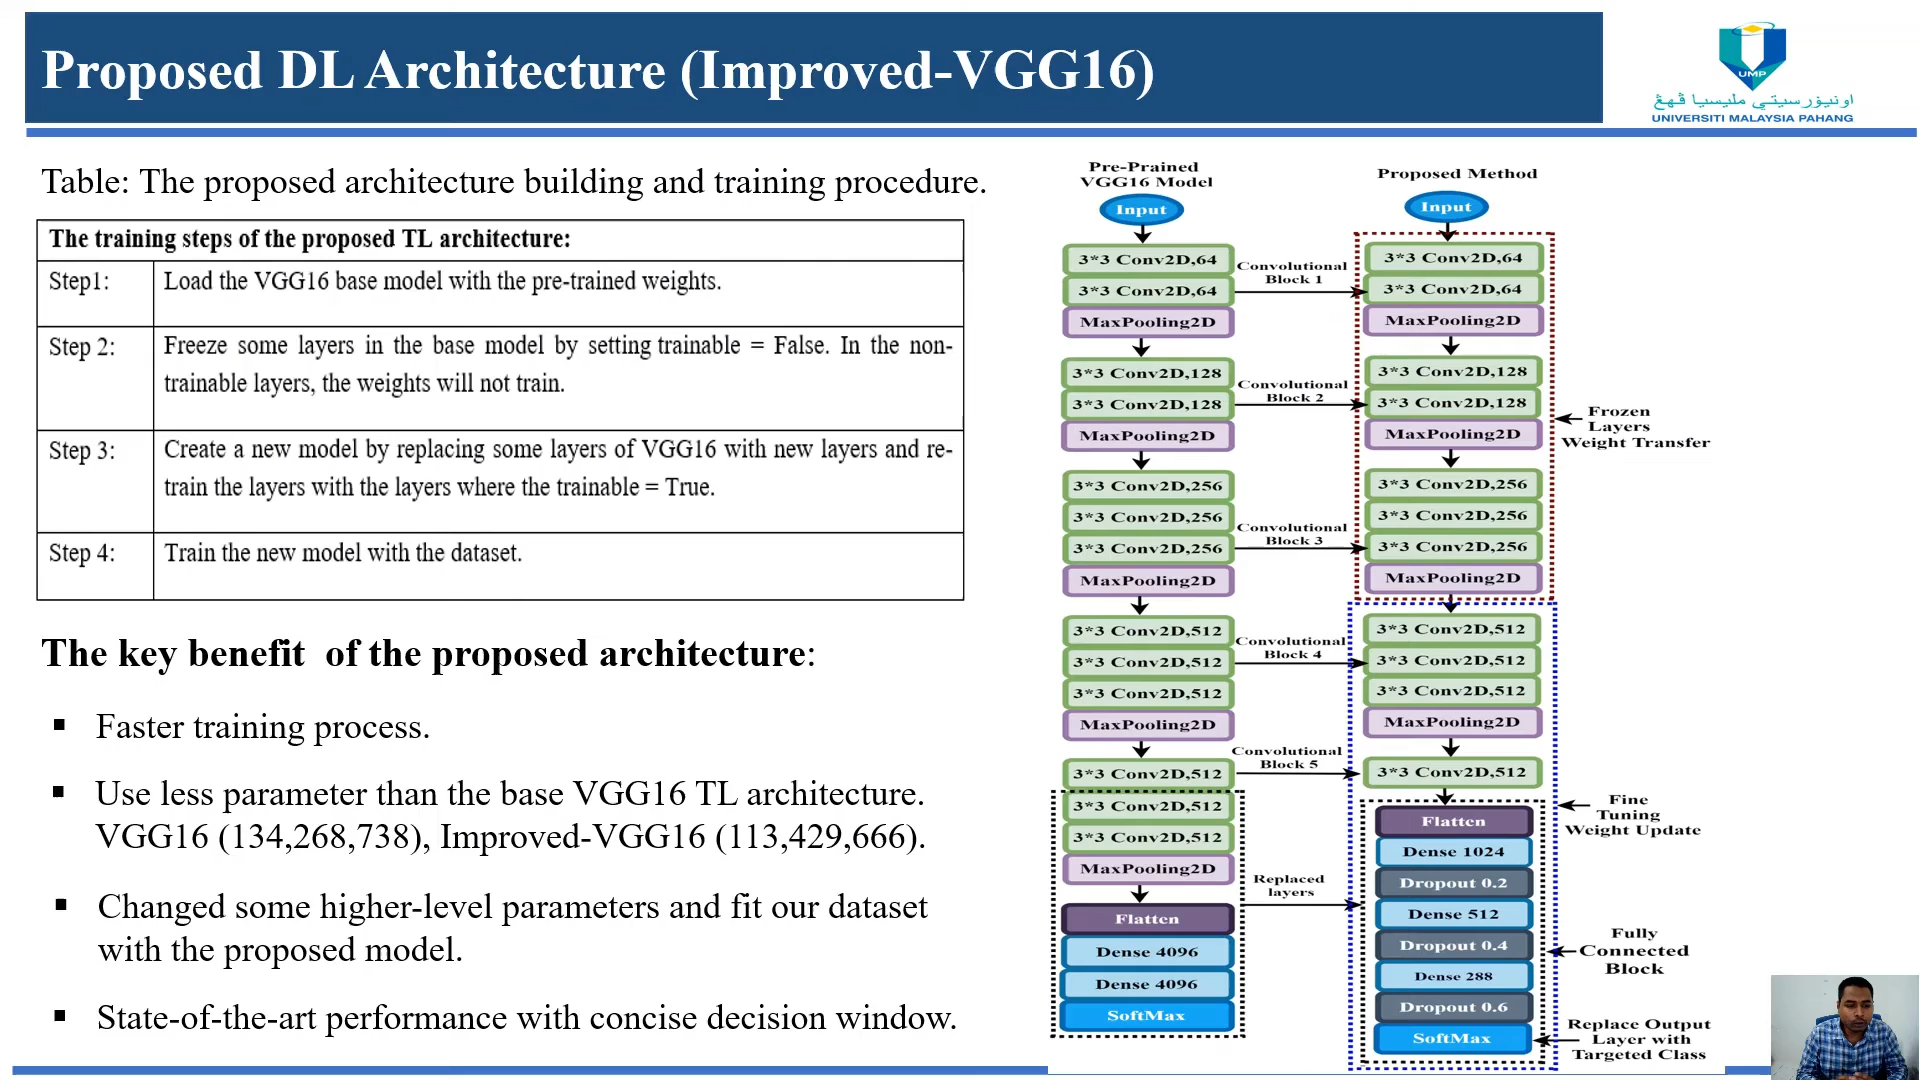 Proposed DL Architecture (Improved-VGG16)
UMP
اونيۏرسيتي مليسيا ڤهڠ
UNIVERSITI MALAYSIA PAHANG
Table: The proposed architecture building and training procedure.
The training steps of the proposed TL architecture:
Step1:
Load the VGG16 base model with the pre-trained weights.
Step 2:
Freeze some layers in the base model by setting trainable = False. In the non-
trainable layers, the weights will not train.
Step 3:
Create a new model by replacing some layers of VGG16 with new layers and re-
train the layers with the layers where the trainable = True.
Step 4:
Train the new model with the dataset.
The key benefit of the proposed architecture:
▪ Faster training process.
▪ Use less parameter than the base VGG16 TL architecture.
VGG16 (134,268,738), Improved-VGG16 (113,429,666).
▪ Changed some higher-level parameters and fit our dataset
with the proposed model.
▪ State-of-the-art performance with concise decision window.
Pre-Prained
VGG16 Model
Input
3*3 Conv2D,64
3*3 Conv2D,64
MaxPooling2D
3*3 Conv2D,128
3*3 Conv2D,128
MaxPooling2D
3*3 Conv2D,256
3*3 Conv2D,256
3*3 Conv2D,256
MaxPooling2D
3*3 Conv2D,512
3*3 Conv2D,512
3*3 Conv2D,512
MaxPooling2D
3*3 Conv2D,512
3*3 Conv2D,512
3*3 Conv2D,512
MaxPooling2D
Flatten
Dense 4096
Dense 4096
SoftMax
Convolutional
Block 1
Convolutional
Block 2
Convolutional
Block 3
Convolutional
Block 4
Convolutional
Block 5
Replaced
layers
Proposed Method
Input
3*3 Conv2D,64
3*3 Conv2D,64
MaxPooling2D
3*3 Conv2D,128
3*3 Conv2D,128
MaxPooling2D
3*3 Conv2D,256
3*3 Conv2D,256
3*3 Conv2D,256
MaxPooling2D
3*3 Conv2D,512
3*3 Conv2D,512
3*3 Conv2D,512
MaxPooling2D
3*3 Conv2D,512
Flatten
Dense 1024
Dropout 0.2
Dense 512
Dropout 0.4
Dense 288
Dropout 0.6
SoftMax
Frozen
Layers
Weight Transfer
Fine
Tuning
Weight Update
Fully
Connected
Block
Replace Output
Layer with
Targeted Class